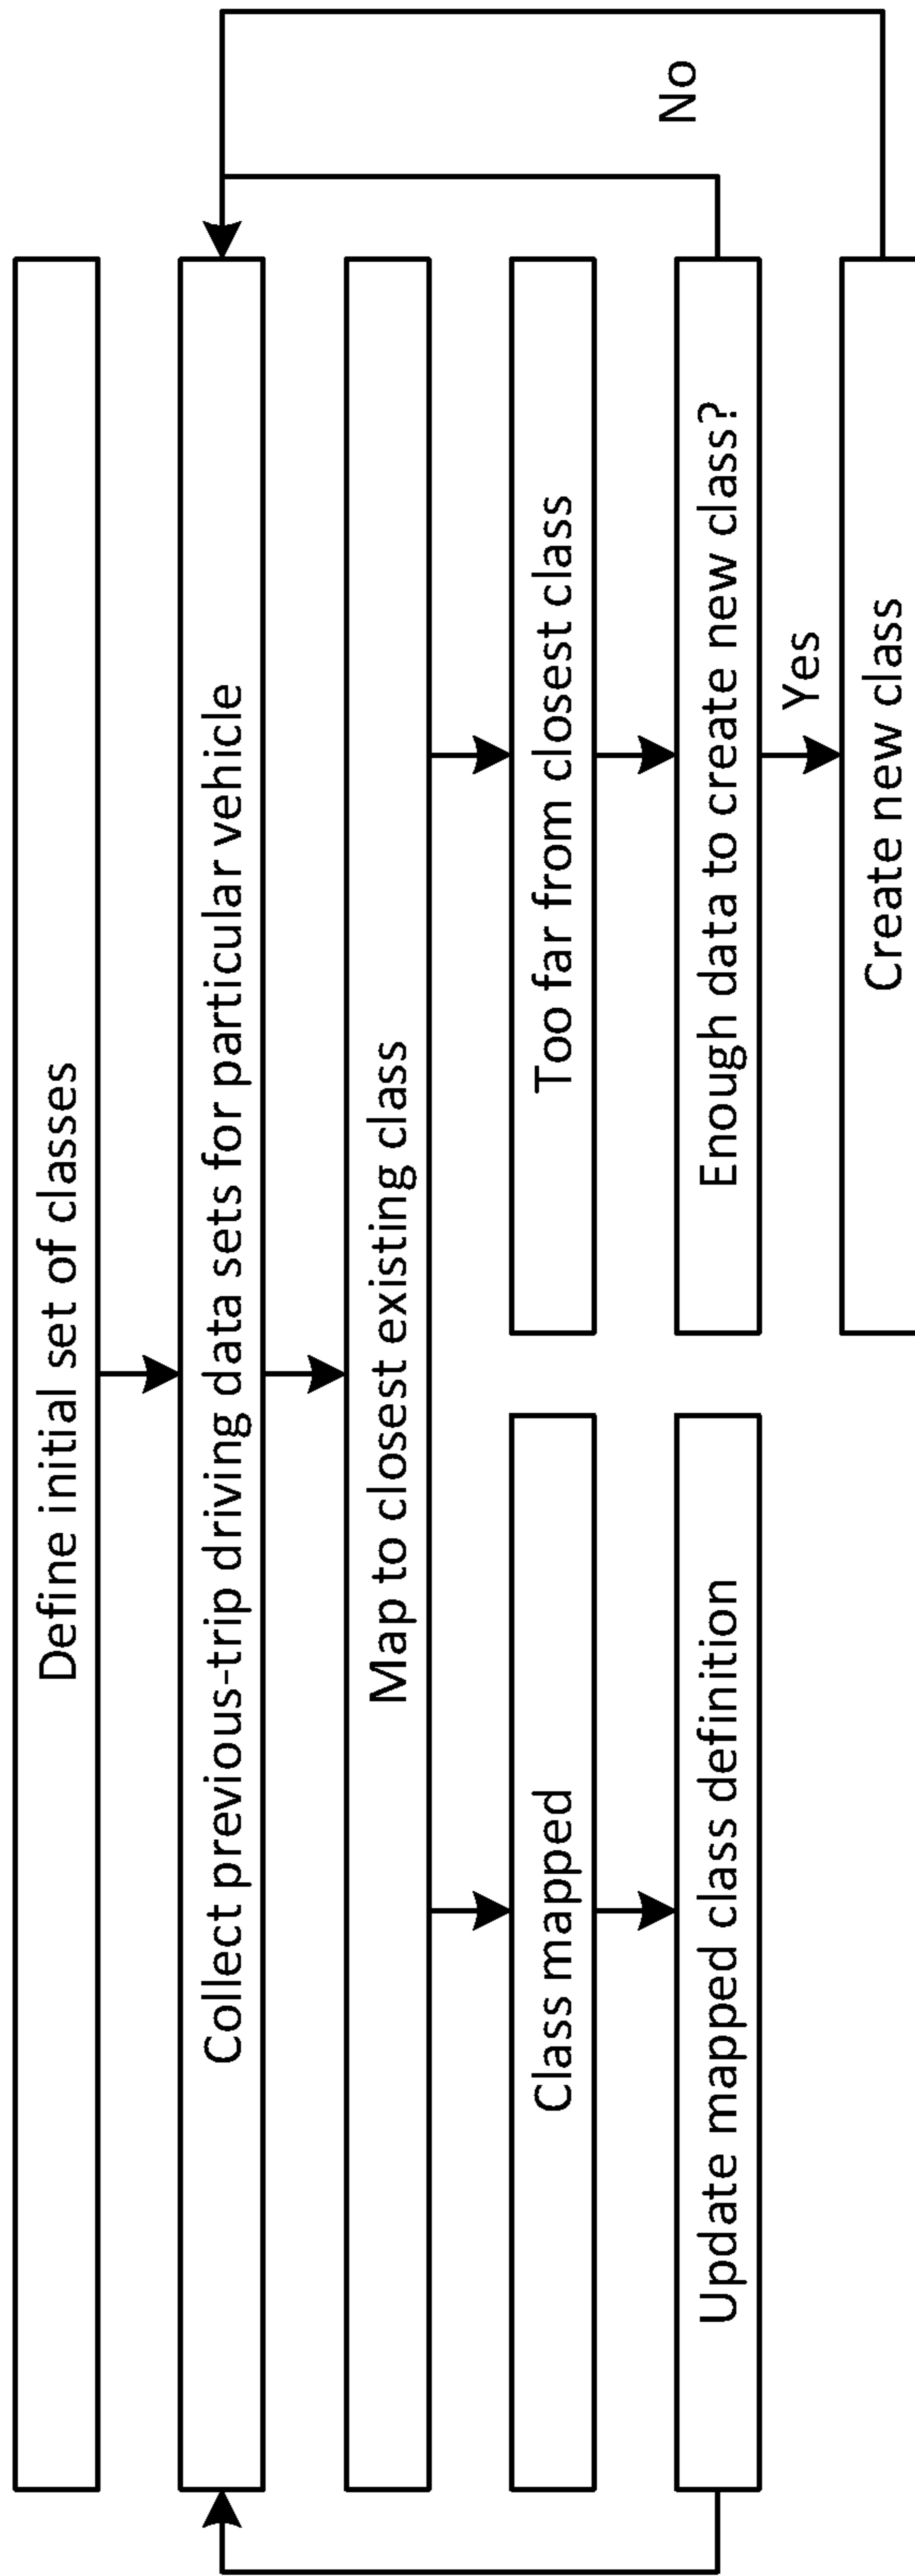 Define initial set of classes
Collect previous-trip driving data sets for particular vehicle
Map to closest existing class
Class mapped
Too far from closest class
Update mapped class definition
Enough data to create new class?
No
Yes
Create new class